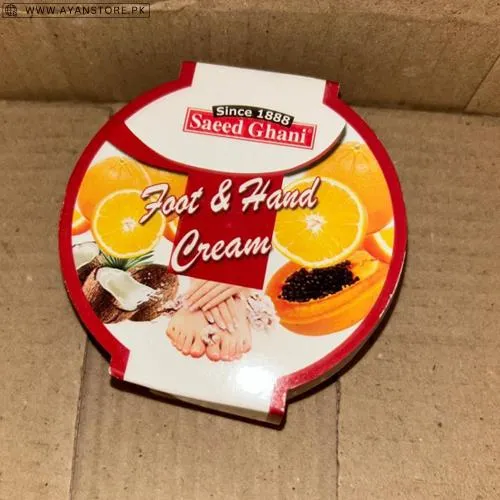 WWW.AYANSTORE.PK
Since 1888
Saeed Ghani®
Foot & Hand
Cream